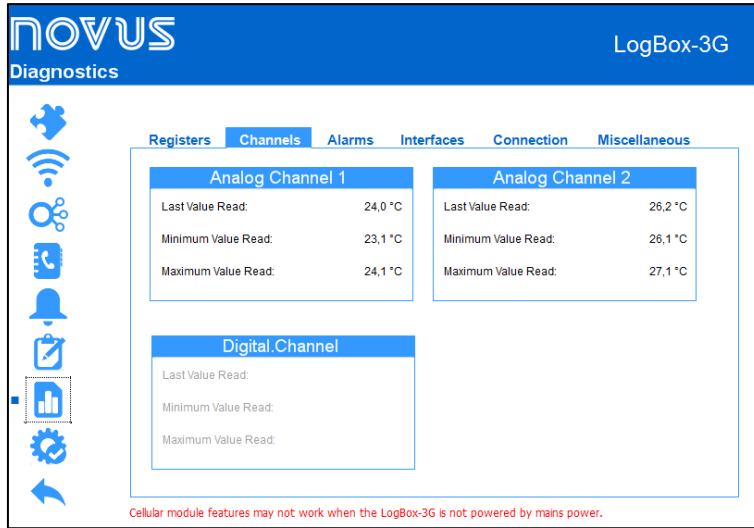 novus
LogBox-3G
Diagnostics
Registers Channels Alarms Interfaces Connection Miscellaneous
Analog Channel 1
Last Value Read: 24,0 °C
Minimum Value Read: 23,1 °C
Maximum Value Read: 24,1 °C
Analog Channel 2
Last Value Read: 26,2 °C
Minimum Value Read: 26,1 °C
Maximum Value Read: 27,1 °C
Digital.Channel
Last Value Read:
Minimum Value Read:
Maximum Value Read:
Cellular module features may not work when the LogBox-3G is not powered by mains power.